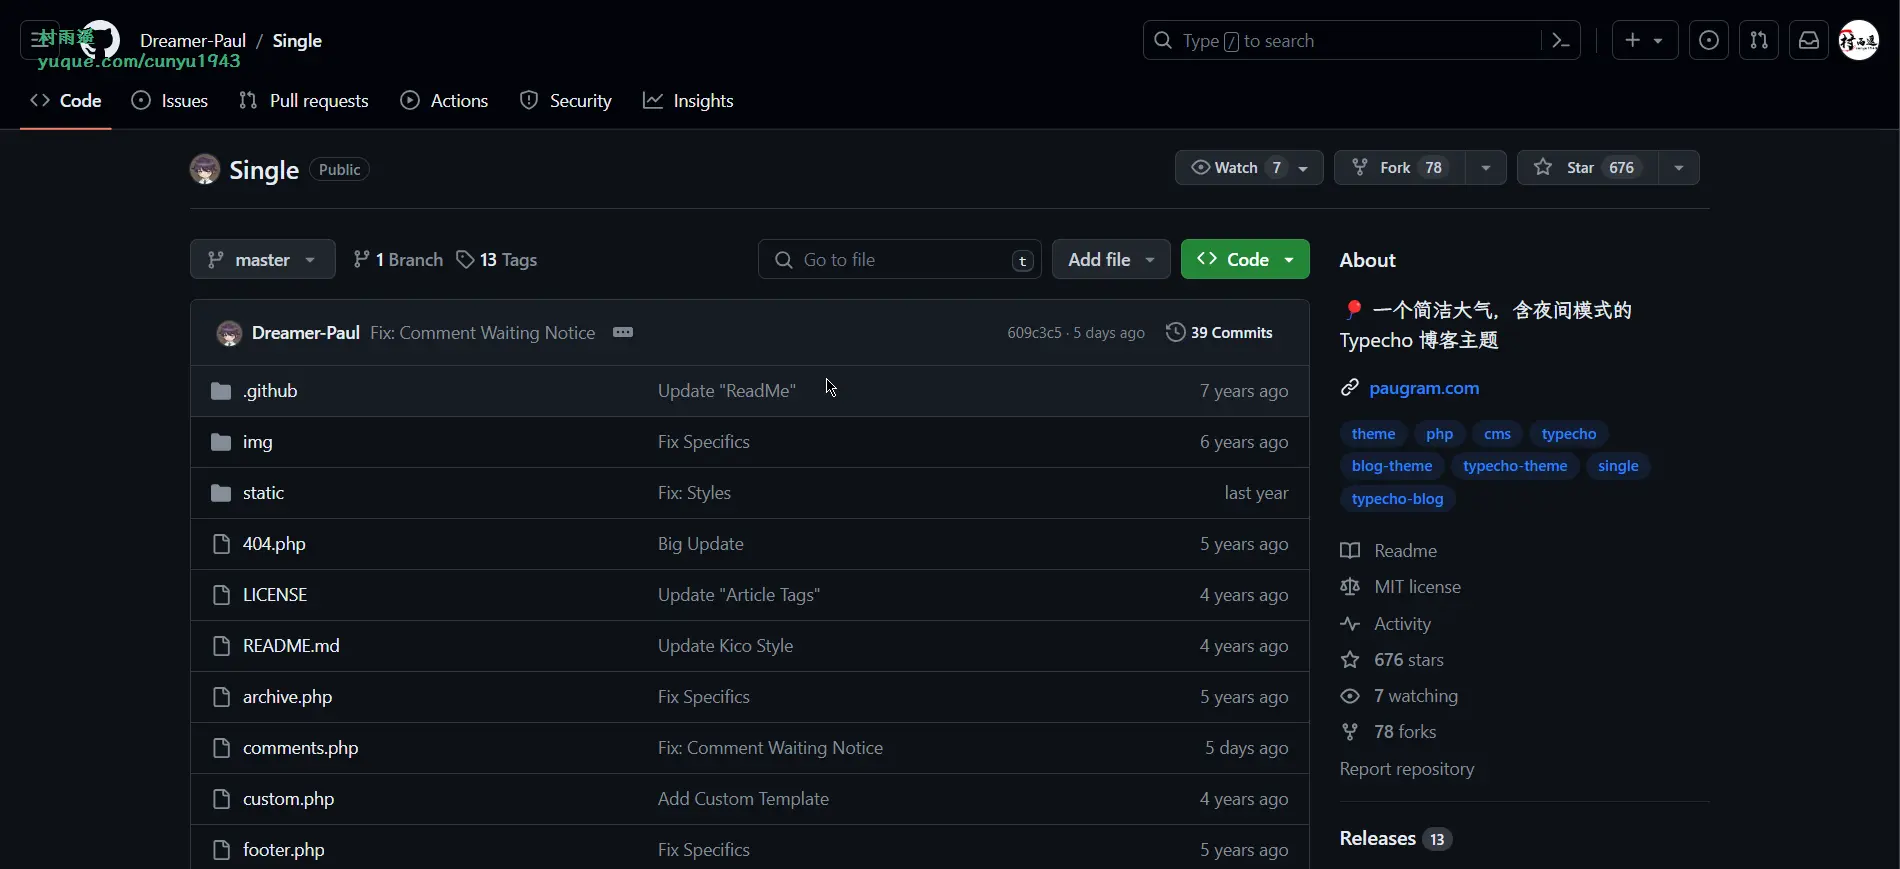 村雨遥
yuque.com/cunyu1943
Dreamer-Paul / Single
Type / to search
Code
Issues
Pull requests
Actions
Security
Insights
Single
Public
Watch 7
Fork 78
Star 676
master
1 Branch
13 Tags
Go to file
t
Add file
Code
Dreamer-Paul Fix: Comment Waiting Notice
609c3c5 · 5 days ago
39 Commits
.github Update "ReadMe" 7 years ago
img Fix Specifics 6 years ago
static Fix: Styles last year
404.php Big Update 5 years ago
LICENSE Update "Article Tags" 4 years ago
README.md Update Kico Style 4 years ago
archive.php Fix Specifics 5 years ago
comments.php Fix: Comment Waiting Notice 5 days ago
custom.php Add Custom Template 4 years ago
footer.php Fix Specifics 5 years ago
About
一个简洁大气，含夜间模式的
Typecho 博客主题
paugram.com
theme php cms typecho
blog-theme typecho-theme single
typecho-blog
Readme
MIT license
Activity
676 stars
7 watching
78 forks
Report repository
Releases 13